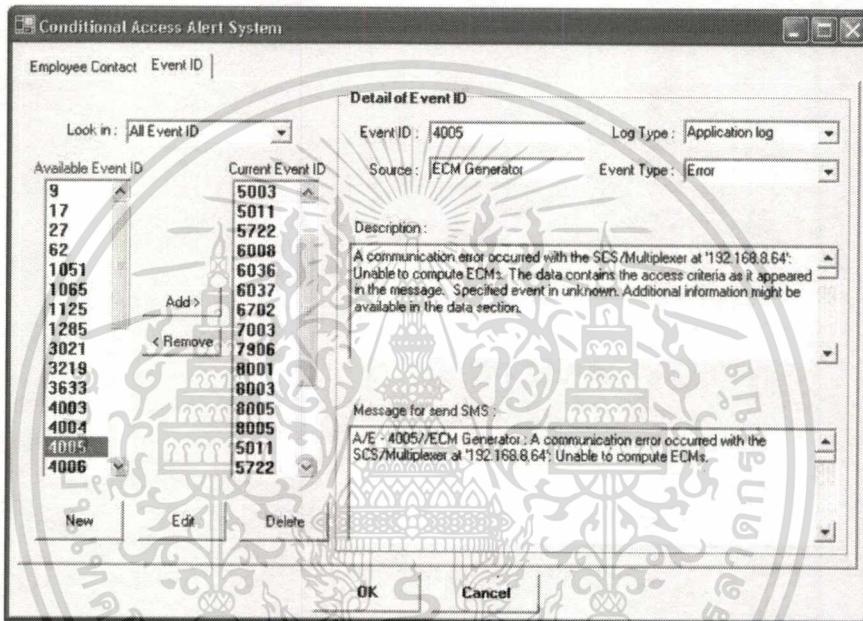 Conditional Access Alert System
Employee Contact Event ID
Look in : All Event ID
Available Event ID
9
17
27
62
1051
1065
1125
1285
3021
3219
3633
4003
4004
4005
4006
Add >
< Remove
Current Event ID
5003
5011
5722
6008
6036
6037
6702
7003
7906
8001
8003
8005
8005
5011
5722
New Edit Delete
Detail of Event ID
Event ID : 4005 Log Type : Application log
Source : ECM Generator Event Type : Error
Description :
A communication error occurred with the SCS/Multiplexer at '192.168.8.64':
Unable to compute ECMs. The data contains the access criteria as it appeared
in the message. Specified event in unknown. Additional information might be
available in the data section.
Message for send SMS :
A/E - 4005//ECM Generator : A communication error occurred with the
SCS/Multiplexer at '192.168.8.64': Unable to compute ECMs.
OK Cancel